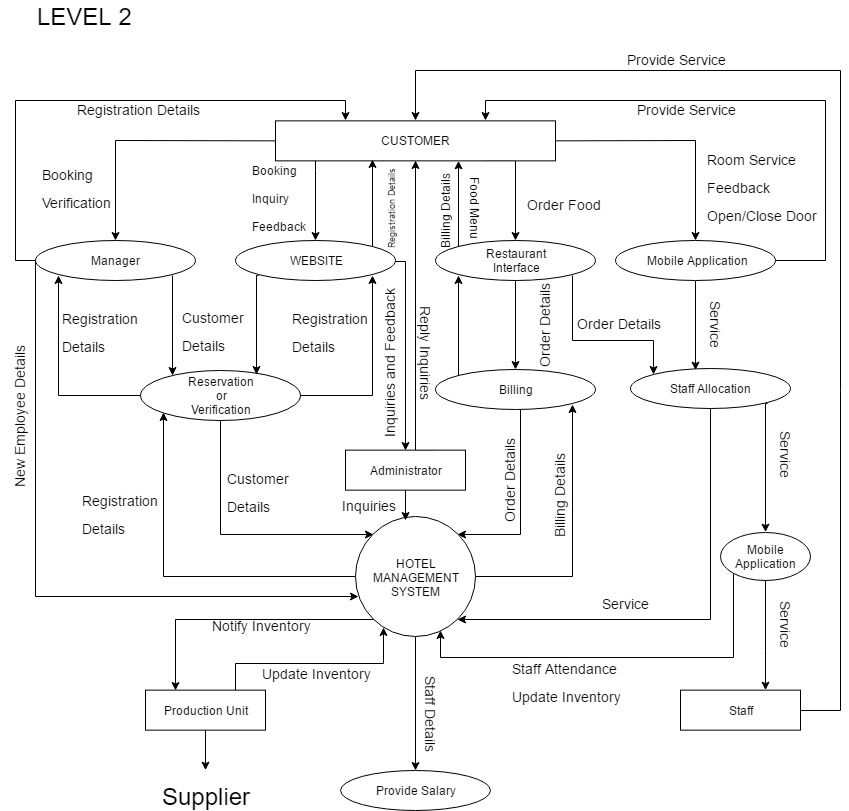 LEVEL 2
Provide Service
Registration Details
Provide Service
CUSTOMER
Booking
Verification
Booking
Inquiry
Feedback
Registration Details
Billing Details
Food Menu
Order Food
Room Service
Feedback
Open/Close Door
Manager
WEBSITE
Restaurant
Interface
Mobile Application
Registration
Details
Customer
Details
Registration
Details
Inquiries and Feedback
Reply Inquiries
Order Details
Order Details
Service
New Employee Details
Reservation
or
Verification
Billing
Staff Allocation
Customer
Details
Administrator
Order Details
Billing Details
Service
Registration
Details
Inquiries
HOTEL
MANAGEMENT
SYSTEM
Mobile
Application
Service
Service
Notify Inventory
Update Inventory
Staff Details
Staff Attendance
Update Inventory
Production Unit
Staff
Supplier
Provide Salary